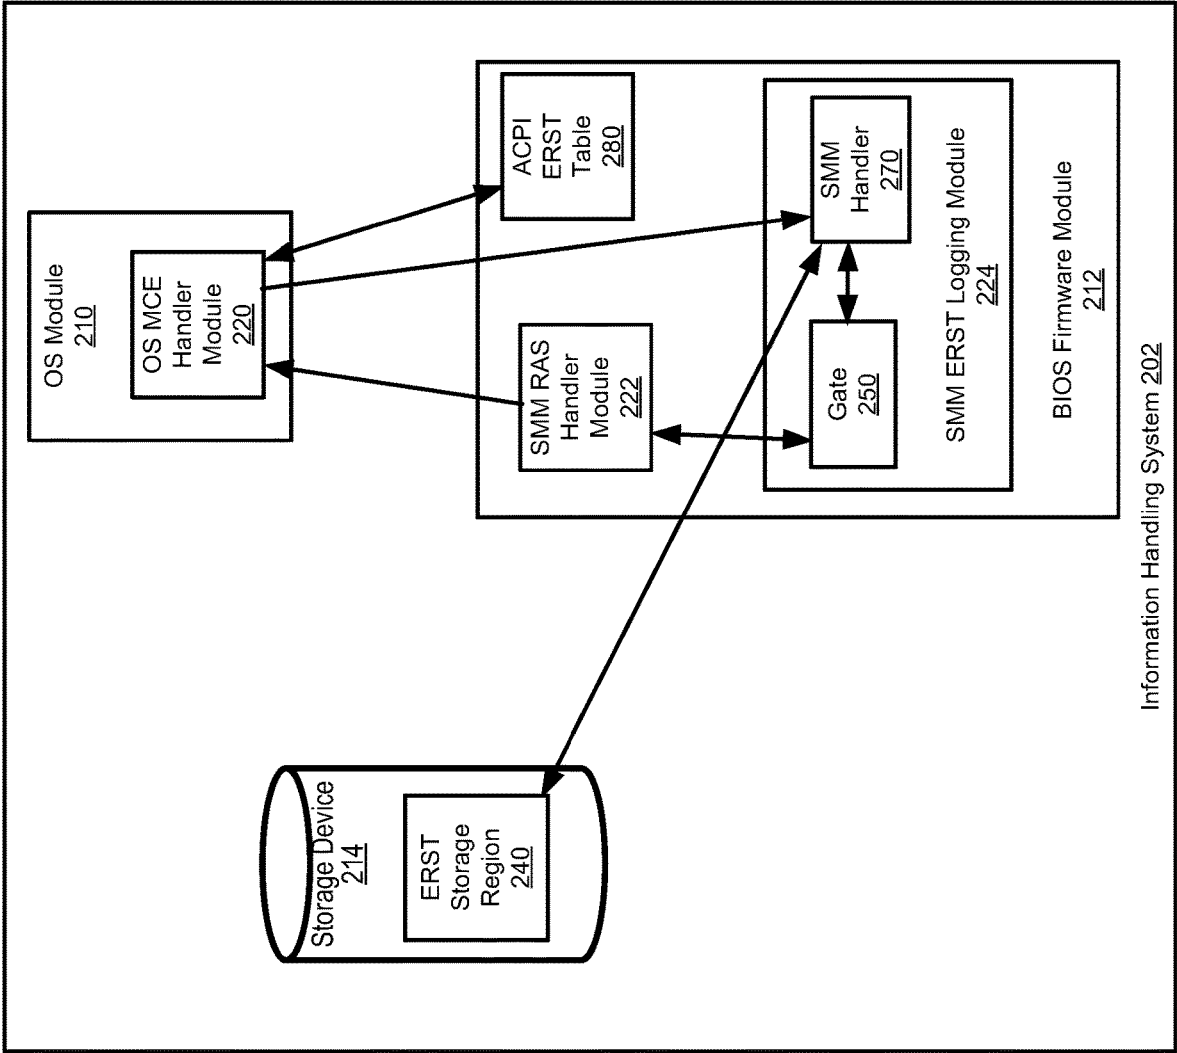 OS Module
210
OS MCE
Handler
Module
220
ACPI
ERST
Table
280
SMM RAS
Handler
Module
222
SMM
Handler
270
Gate
250
SMM ERST Logging Module
224
BIOS Firmware Module
212
Storage Device
214
ERST
Storage
Region
240
Information Handling System 202